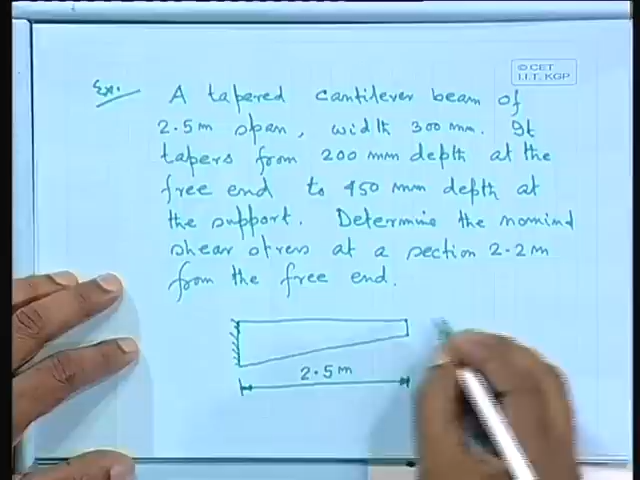 © CET
I.I.T. KGP
Ex.
A tapered cantilever beam of
2.5m span, width 300 mm. It
tapers from 200 mm depth at the
free end to 450 mm depth at
the support. Determine the nominal
shear stress at a section 2.2m
from the free end.
2.5m